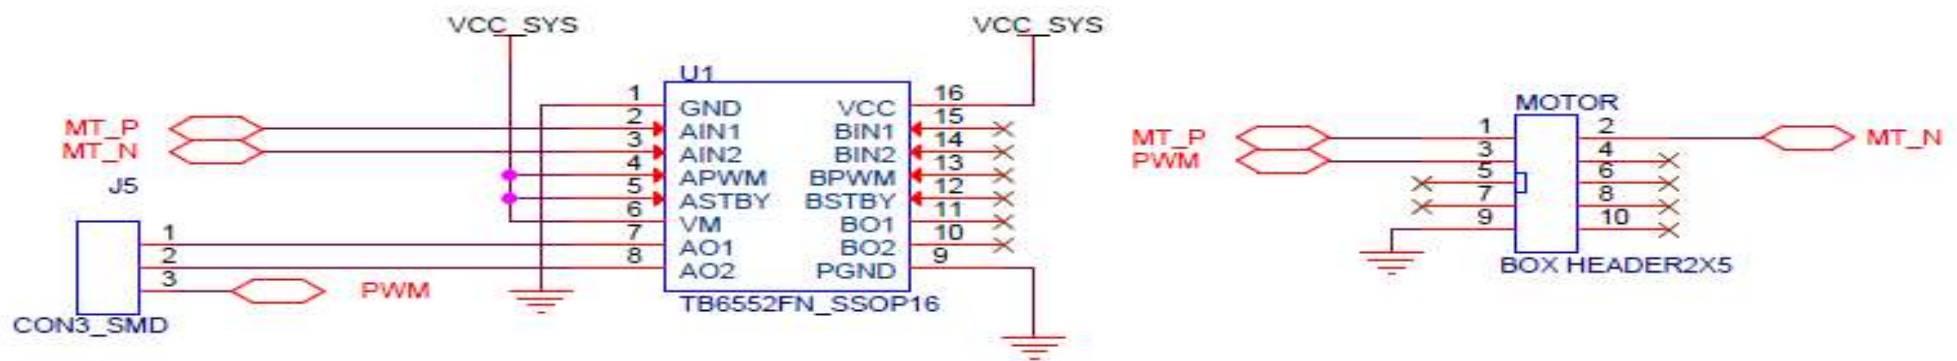 VCC_SYS VCC_SYS
U1
1 GND VCC 16
MT_P 2 AIN1 BIN1 15
MT_N 3 AIN2 BIN2 14
4 APWM BPWM 13
J5 5 ASTBY BSTBY 12
6 VM BO1 11
1 7 AO1 BO2 10
2 8 AO2 PGND 9
3 PWM
TB6552FN_SSOP16
CON3_SMD
MOTOR
MT_P 1 2 MT_N
PWM 3 4
5 6
7 8
9 10
BOX HEADER2X5